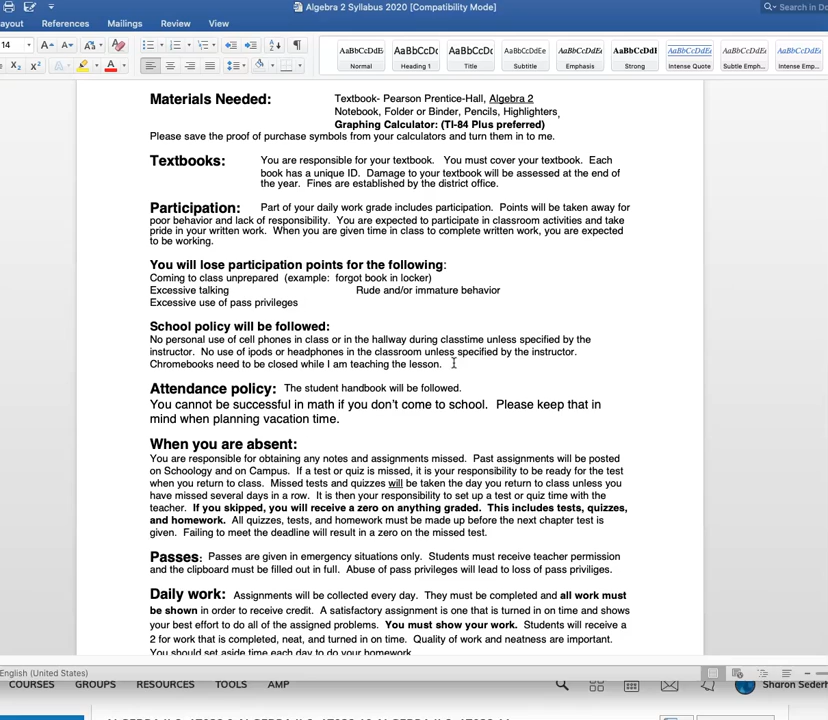 Algebra 2 Syllabus 2020 [Compatibility Mode]
Search in Do
ayout References Mailings Review View
14
AaBbCcDdE AaBbCcDc AaBbCcDc AaBbCcDdEe AaBbCcDdEe AaBbCcDdE AaBbCcDdEe AaBbCcDdEe AaBbCcDdEe
Normal Heading 1 Title Subtitle Emphasis Strong Intense Quote Subtle Emph... Intense Emp...
Materials Needed: Textbook- Pearson Prentice-Hall, Algebra 2
Notebook, Folder or Binder, Pencils, Highlighters,
Graphing Calculator: (TI-84 Plus preferred)
Please save the proof of purchase symbols from your calculators and turn them in to me.
Textbooks: You are responsible for your textbook. You must cover your textbook. Each
book has a unique ID. Damage to your textbook will be assessed at the end of
the year. Fines are established by the district office.
Participation: Part of your daily work grade includes participation. Points will be taken away for
poor behavior and lack of responsibility. You are expected to participate in classroom activities and take
pride in your written work. When you are given time in class to complete written work, you are expected
to be working.
You will lose participation points for the following:
Coming to class unprepared (example: forgot book in locker)
Excessive talking Rude and/or immature behavior
Excessive use of pass privileges
School policy will be followed:
No personal use of cell phones in class or in the hallway during classtime unless specified by the
instructor. No use of ipods or headphones in the classroom unless specified by the instructor.
Chromebooks need to be closed while I am teaching the lesson.
Attendance policy: The student handbook will be followed.
You cannot be successful in math if you don't come to school. Please keep that in
mind when planning vacation time.
When you are absent:
You are responsible for obtaining any notes and assignments missed. Past assignments will be posted
on Schoology and on Campus. If a test or quiz is missed, it is your responsibility to be ready for the test
when you return to class. Missed tests and quizzes will be taken the day you return to class unless you
have missed several days in a row. It is then your responsibility to set up a test or quiz time with the
teacher. If you skipped, you will receive a zero on anything graded. This includes tests, quizzes,
and homework. All quizzes, tests, and homework must be made up before the next chapter test is
given. Failing to meet the deadline will result in a zero on the missed test.
Passes: Passes are given in emergency situations only. Students must receive teacher permission
and the clipboard must be filled out in full. Abuse of pass privileges will lead to loss of pass priviliges.
Daily work: Assignments will be collected every day. They must be completed and all work must
be shown in order to receive credit. A satisfactory assignment is one that is turned in on time and shows
your best effort to do all of the assigned problems. You must show your work. Students will receive a
2 for work that is completed, neat, and turned in on time. Quality of work and neatness are important.
You should set aside time each day to do your homework
English (United States)
COURSES GROUPS RESOURCES TOOLS AMP Sharon Sederh